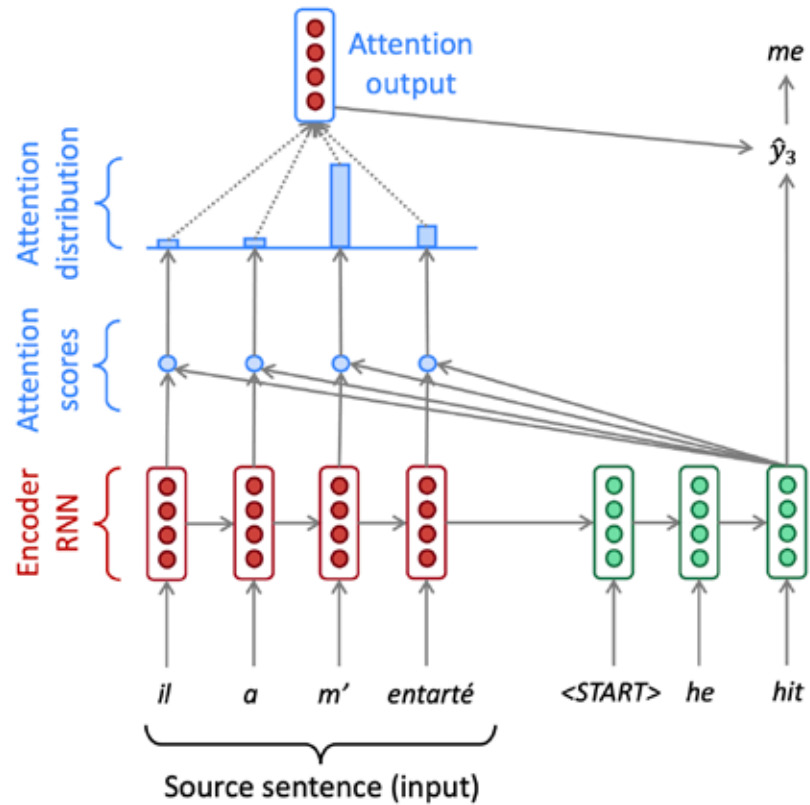 Attention
output
me
ŷ₃
Attention
distribution
Attention
scores
Encoder
RNN
il a m’ entarté <START> he hit
Source sentence (input)